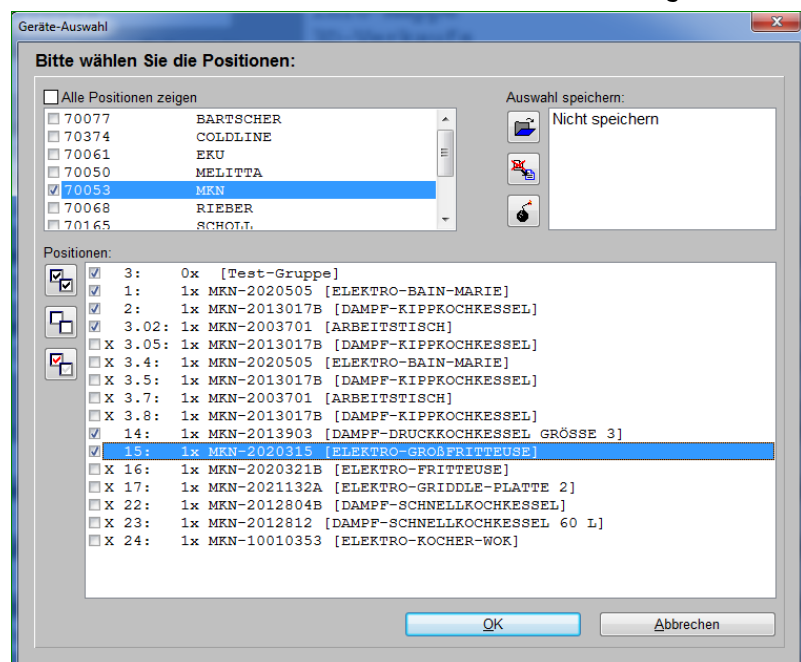 Geräte-Auswahl
Bitte wählen Sie die Positionen:
Alle Positionen zeigen
70077 BARTSCHER
70374 COLDLINE
70061 EKU
70050 MELITTA
70053 MKN
70068 RIEBER
70165 SCHOLL
Auswahl speichern:
Nicht speichern
Positionen:
3: 0x [Test-Gruppe]
1: 1x MKN-2020505 [ELEKTRO-BAIN-MARIE]
2: 1x MKN-2013017B [DAMPF-KIPPKOCHKESSEL]
3.02: 1x MKN-2003701 [ARBEITSTISCH]
X 3.05: 1x MKN-2013017B [DAMPF-KIPPKOCHKESSEL]
X 3.4: 1x MKN-2020505 [ELEKTRO-BAIN-MARIE]
X 3.5: 1x MKN-2013017B [DAMPF-KIPPKOCHKESSEL]
X 3.7: 1x MKN-2003701 [ARBEITSTISCH]
X 3.8: 1x MKN-2013017B [DAMPF-KIPPKOCHKESSEL]
14: 1x MKN-2013903 [DAMPF-DRUCKKOCHKESSEL GRÖSSE 3]
15: 1x MKN-2020315 [ELEKTRO-GROßFRITTEUSE]
X 16: 1x MKN-2020321B [ELEKTRO-FRITTEUSE]
X 17: 1x MKN-2021132A [ELEKTRO-GRIDDLE-PLATTE 2]
X 22: 1x MKN-2012804B [DAMPF-SCHNELLKOCHKESSEL]
X 23: 1x MKN-2012812 [DAMPF-SCHNELLKOCHKESSEL 60 L]
X 24: 1x MKN-10010353 [ELEKTRO-KOCHER-WOK]
OK
Abbrechen